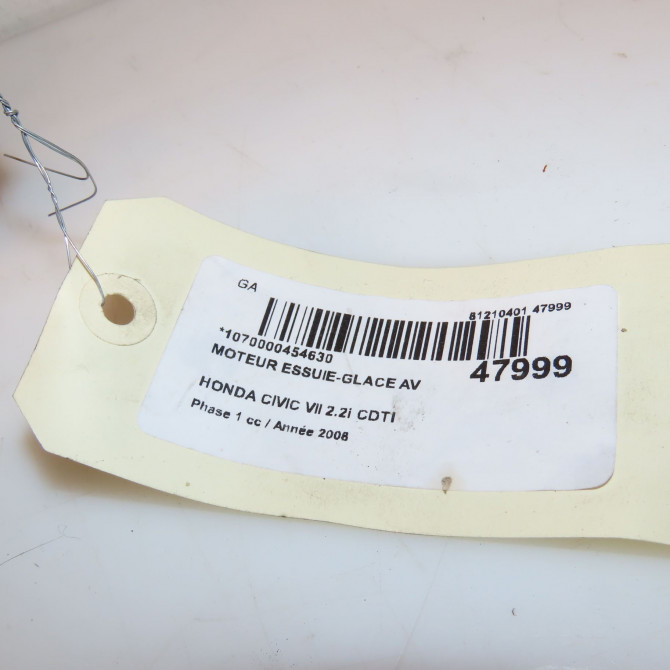 GA
81210401 47999
*1070000454630
47999
MOTEUR ESSUIE-GLACE AV
HONDA CIVIC VII 2.2i CDTI
Phase 1 cc / Année 2008